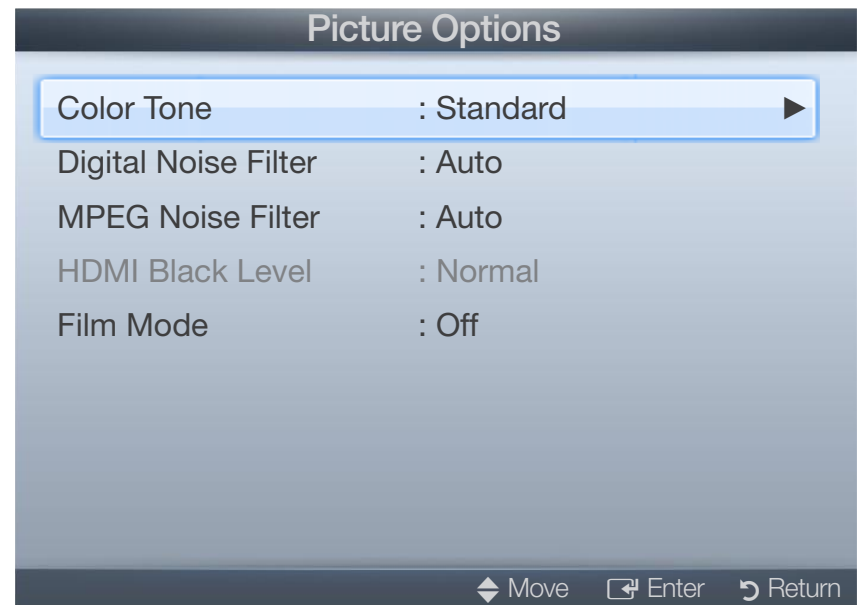 Picture Options
Color Tone : Standard ▶
Digital Noise Filter : Auto
MPEG Noise Filter : Auto
HDMI Black Level : Normal
Film Mode : Off
Move Enter Return